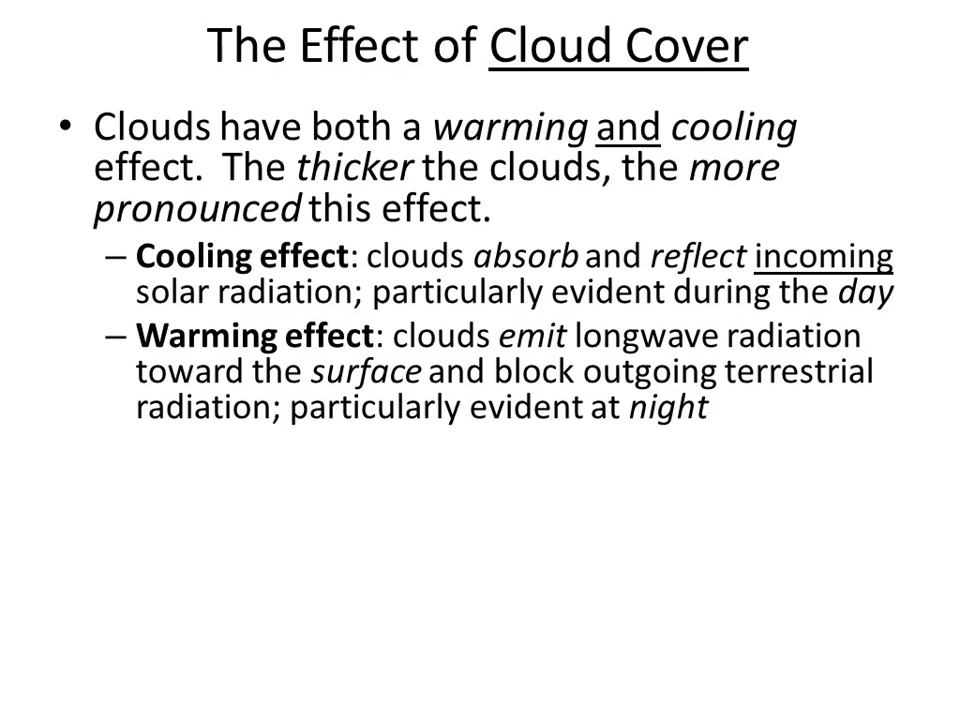 The Effect of Cloud Cover
• Clouds have both a warming and cooling
effect.  The thicker the clouds, the more
pronounced this effect.
– Cooling effect: clouds absorb and reflect incoming
solar radiation; particularly evident during the day
– Warming effect: clouds emit longwave radiation
toward the surface and block outgoing terrestrial
radiation; particularly evident at night